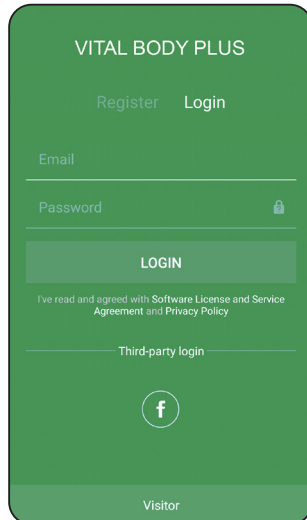 VITAL BODY PLUS
Register Login
Email
Password
LOGIN
I've read and agreed with Software License and Service
Agreement and Privacy Policy
Third-party login
f
Visitor